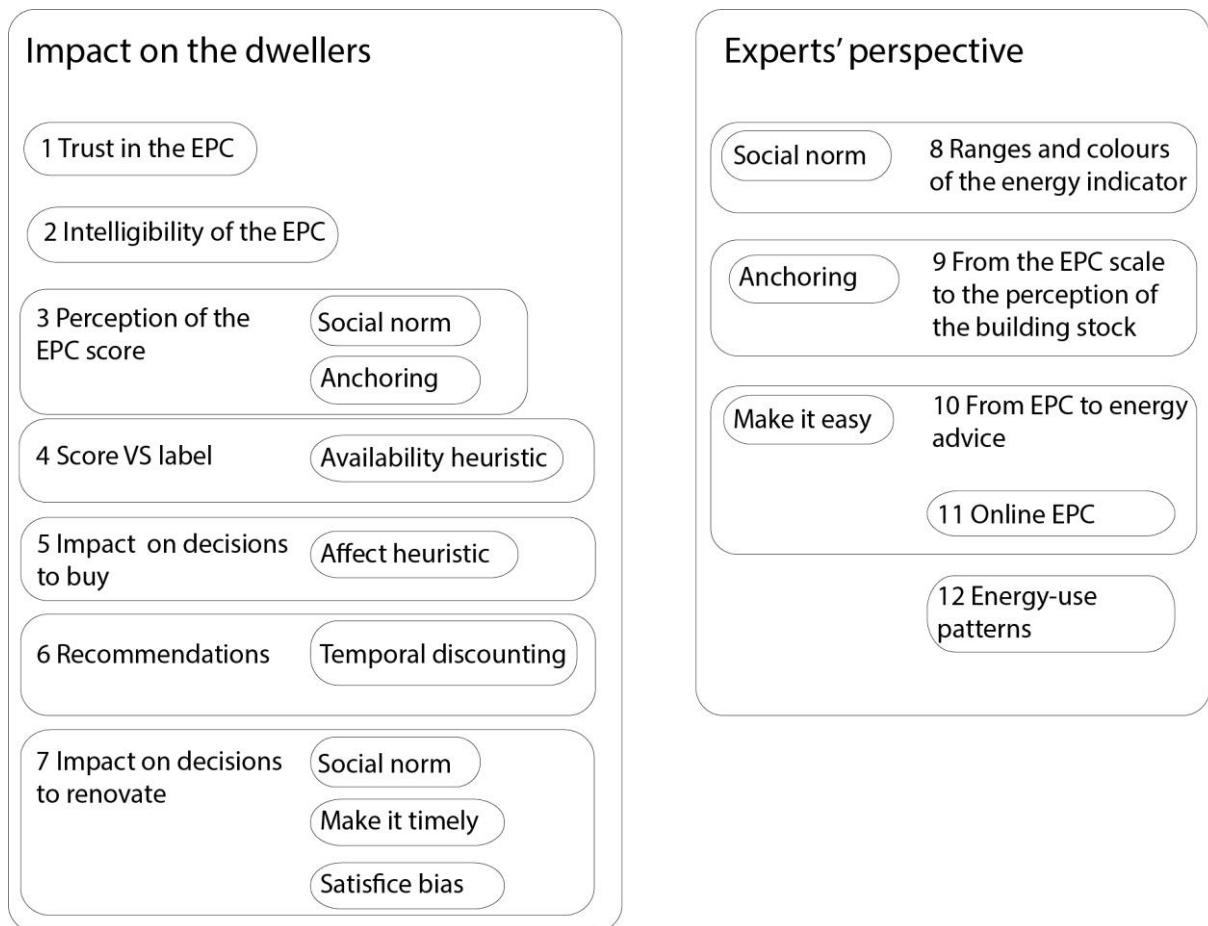 Impact on the dwellers
1 Trust in the EPC
2 Intelligibility of the EPC
3 Perception of the
EPC score
Social norm
Anchoring
4 Score VS label
Availability heuristic
5 Impact on decisions
to buy
Affect heuristic
6 Recommendations
Temporal discounting
7 Impact on decisions
to renovate
Social norm
Make it timely
Satisfice bias
Experts' perspective
Social norm
8 Ranges and colours
of the energy indicator
Anchoring
9 From the EPC scale
to the perception of
the building stock
Make it easy
10 From EPC to energy
advice
11 Online EPC
12 Energy-use
patterns